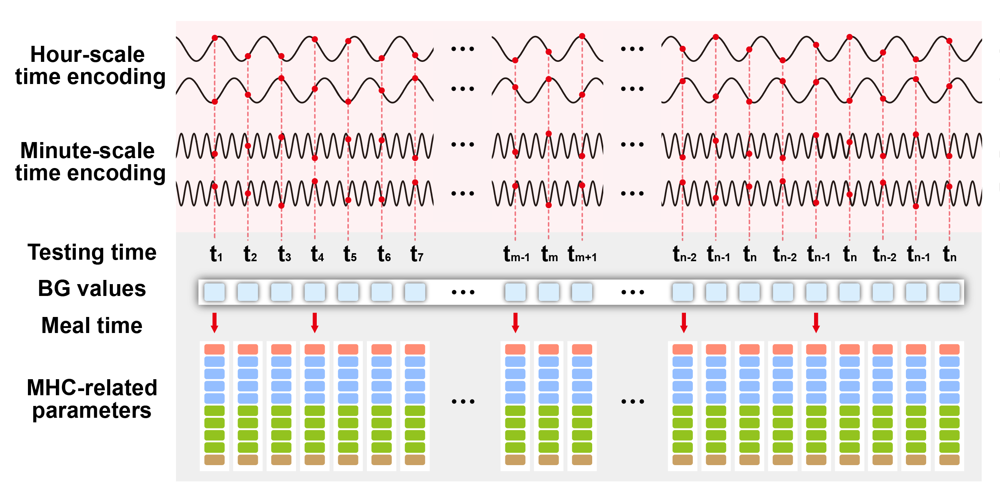 Hour-scale
time encoding
Minute-scale
time encoding
Testing time
t1 t2 t3 t4 t5 t6 t7 tm-1 tm tm+1 tn-2 tn-1 tn tn-2 tn-1 tn tn-2 tn-1 tn
BG values
Meal time
MHC-related
parameters